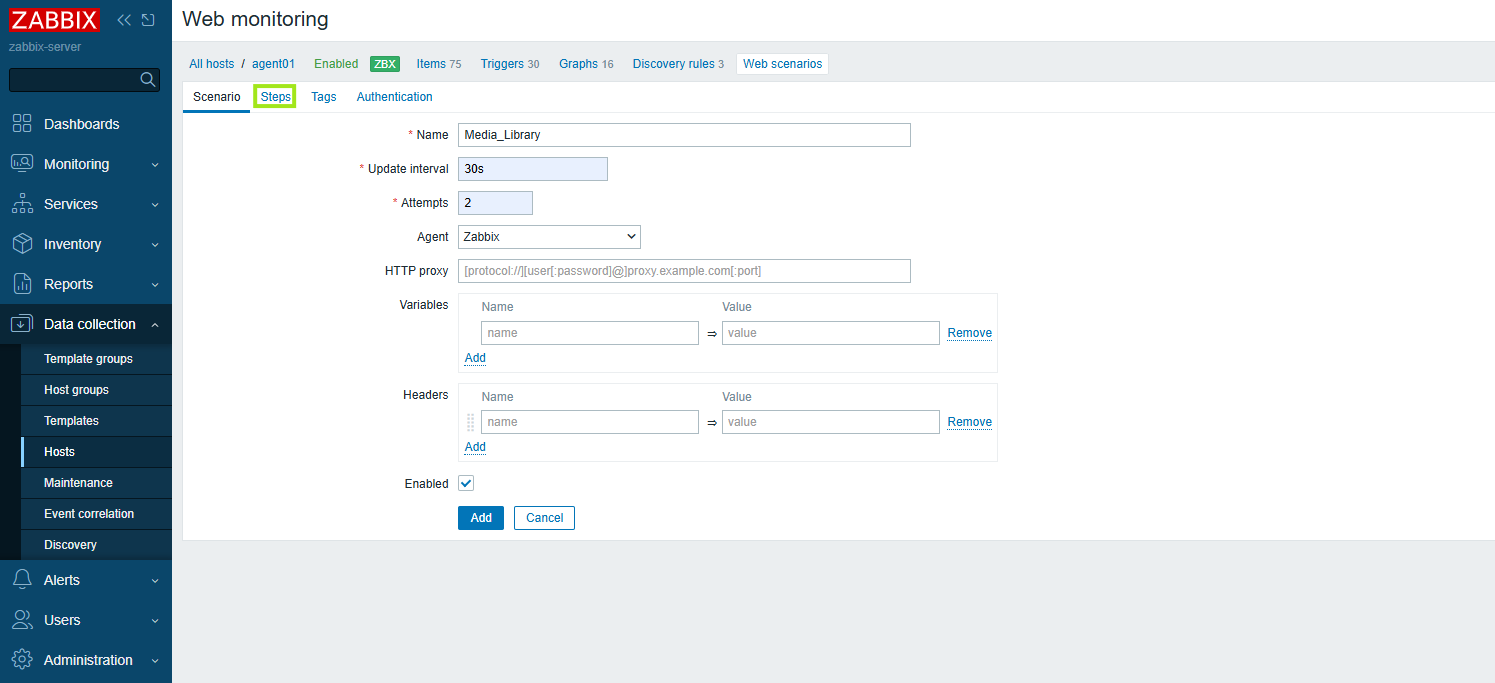 ZABBIX
zabbix-server
Dashboards
Monitoring
Services
Inventory
Reports
Data collection
Template groups
Host groups
Templates
Hosts
Maintenance
Event correlation
Discovery
Alerts
Users
Administration
Web monitoring
All hosts / agent01 Enabled ZBX Items 75 Triggers 30 Graphs 16 Discovery rules 3 Web scenarios
Scenario Steps Tags Authentication
* Name Media_Library
* Update interval 30s
* Attempts 2
Agent Zabbix
HTTP proxy [protocol://][user[:password]@]proxy.example.com[:port]
Variables Name Value
name ⇒ value Remove
Add
Headers Name Value
name ⇒ value Remove
Add
Enabled
Add Cancel